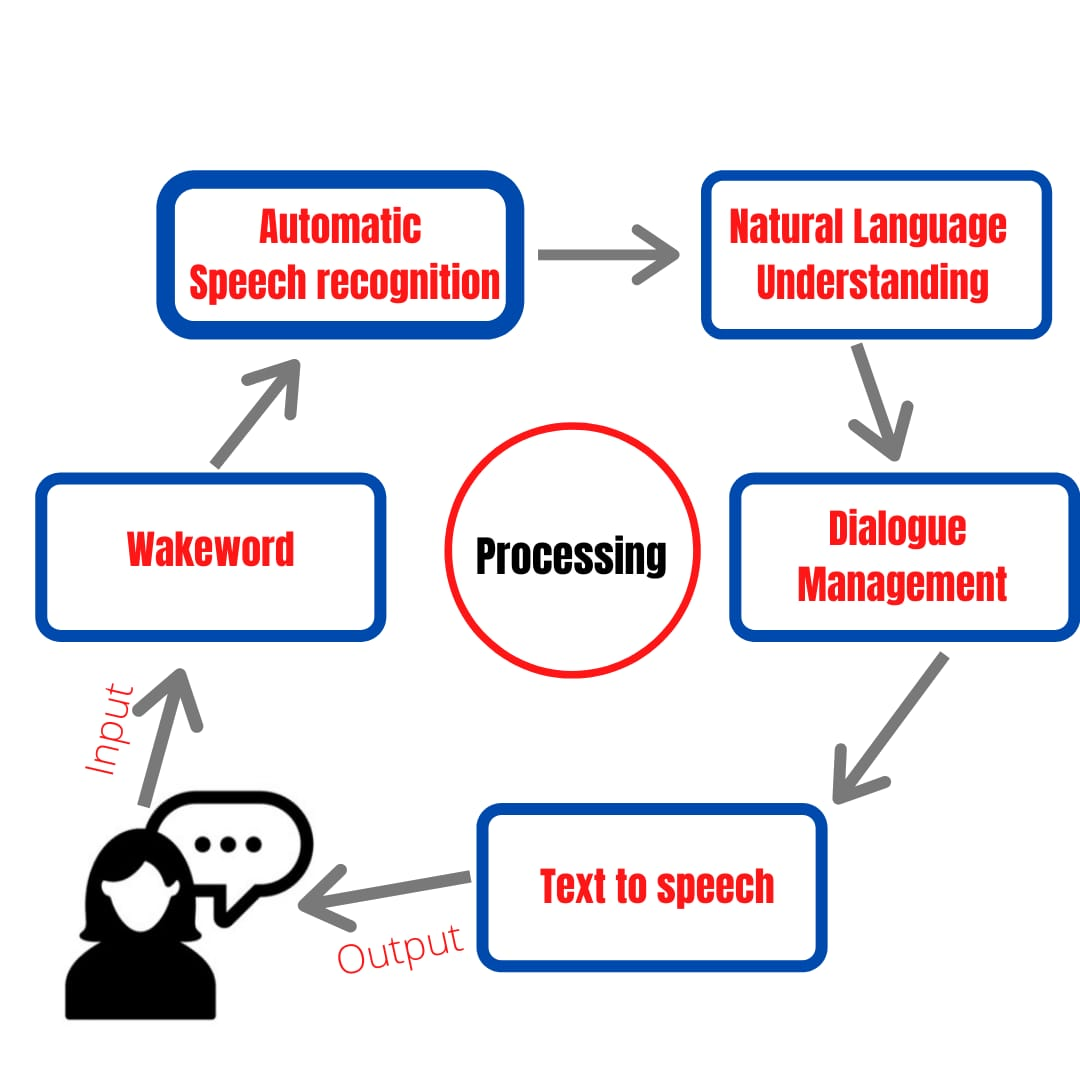 Automatic
Speech recognition
Natural Language
Understanding
Wakeword
Processing
Dialogue
Management
Input
Text to speech
Output